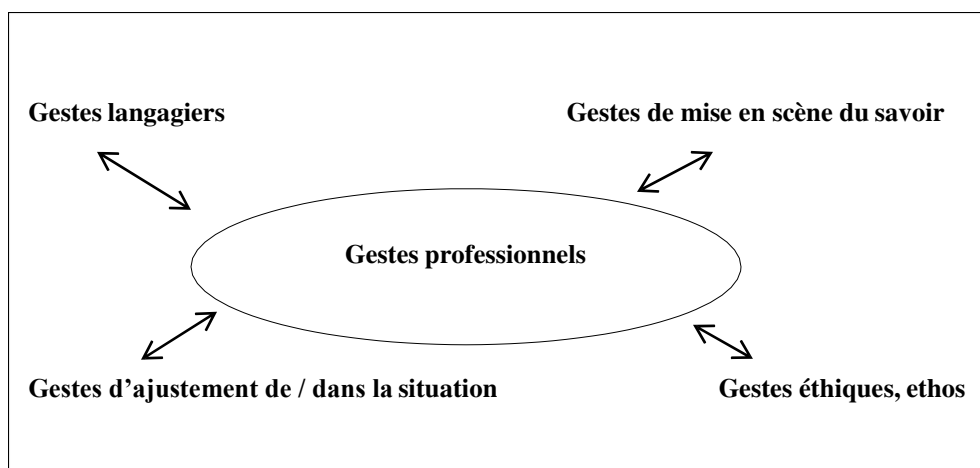 Gestes langagiers
Gestes de mise en scène du savoir
Gestes professionnels
Gestes d’ajustement de / dans la situation
Gestes éthiques, ethos